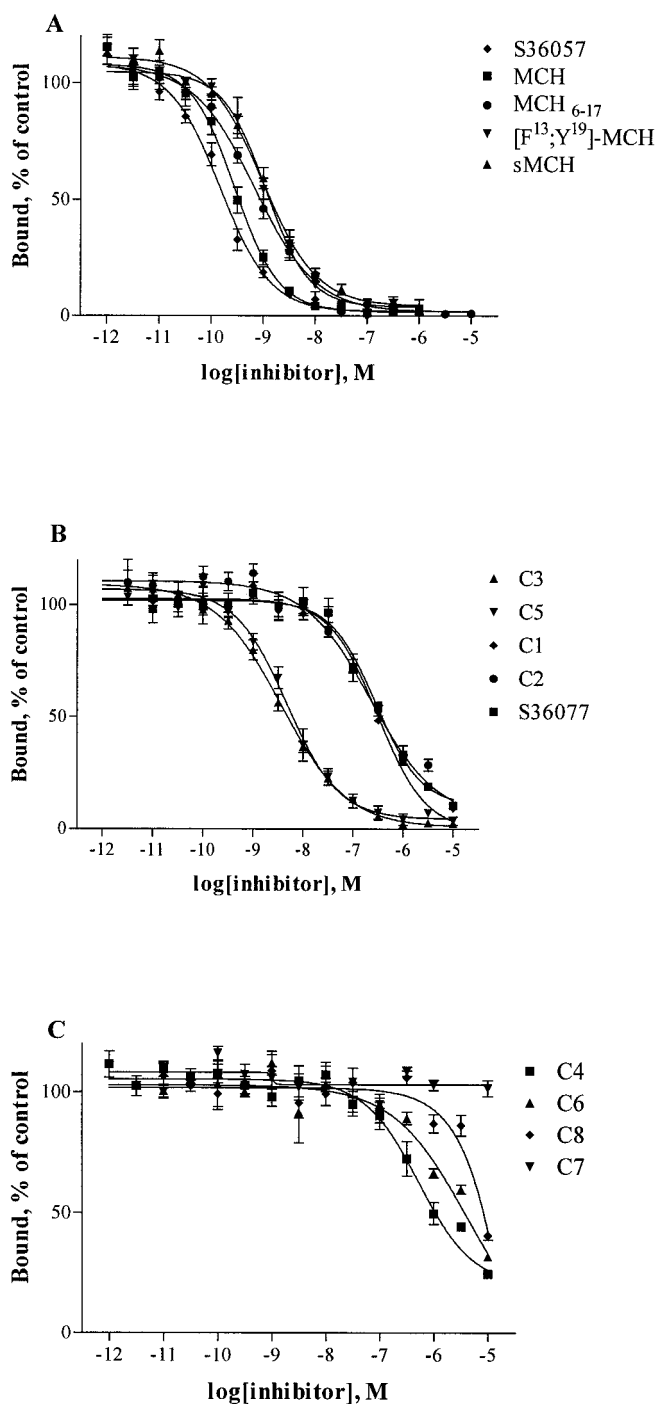 A
S36057
MCH
MCH 6-17
[F13;Y19]-MCH
sMCH
Bound, % of control
100
50
0
-12 -11 -10 -9 -8 -7 -6 -5
log[inhibitor], M
B
C3
C5
C1
C2
S36077
Bound, % of control
100
50
0
-12 -11 -10 -9 -8 -7 -6 -5
log[inhibitor], M
C
C4
C6
C8
C7
Bound, % of control
100
50
0
-12 -11 -10 -9 -8 -7 -6 -5
log[inhibitor], M